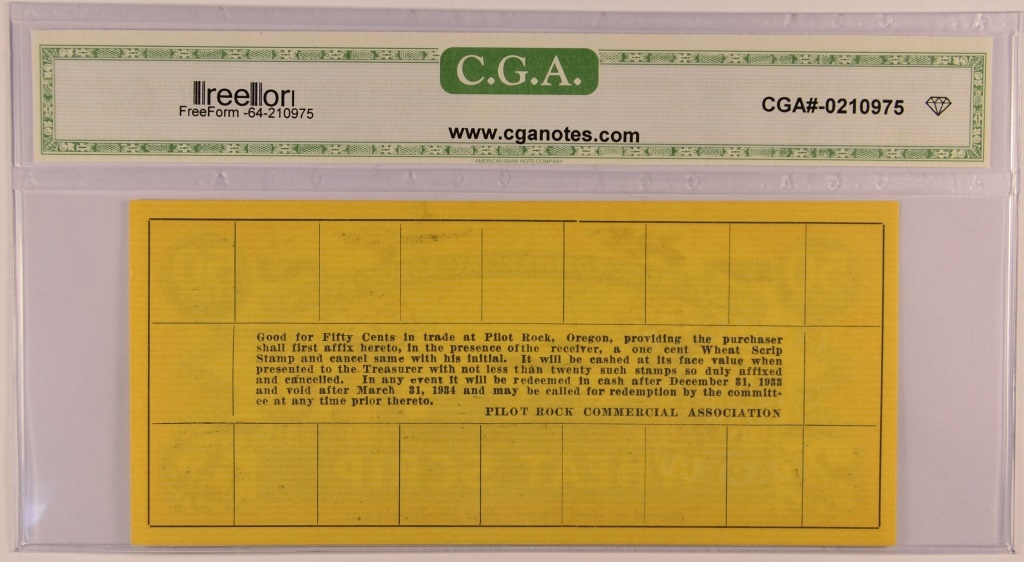 C.G.A.
FreeForm -64-210975
CGA#-0210975
www.cganotes.com
AMERICAN BANK NOTE COMPANY
Good for Fifty Cents in trade at Pilot Rock, Oregon, providing the purchaser
shall first affix hereto, in the presence of the receiver, a one cent Wheat Scrip
Stamp and cancel same with his initial. It will be cashed at its face value when
presented to the Treasurer with not less than twenty such stamps so duly affixed
and cancelled. In any event it will be redeemed in cash after December 31, 1933
and void after March 31, 1934 and may be called for redemption by the committ-
ee at any time prior thereto.
PILOT ROCK COMMERCIAL ASSOCIATION